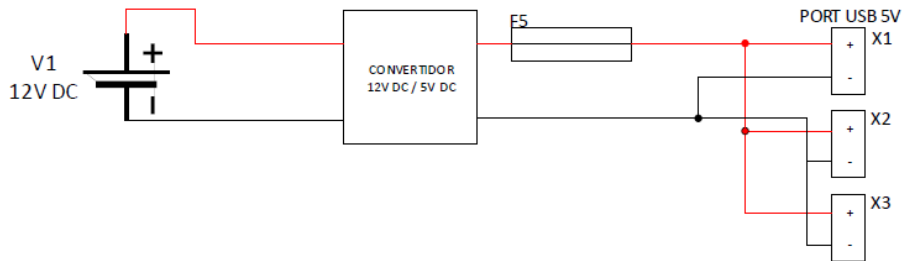 PORT USB 5V
F5
+
X1
-
V1
12V DC
+
-
CONVERTIDOR
12V DC / 5V DC
+
X2
-
+
X3
-